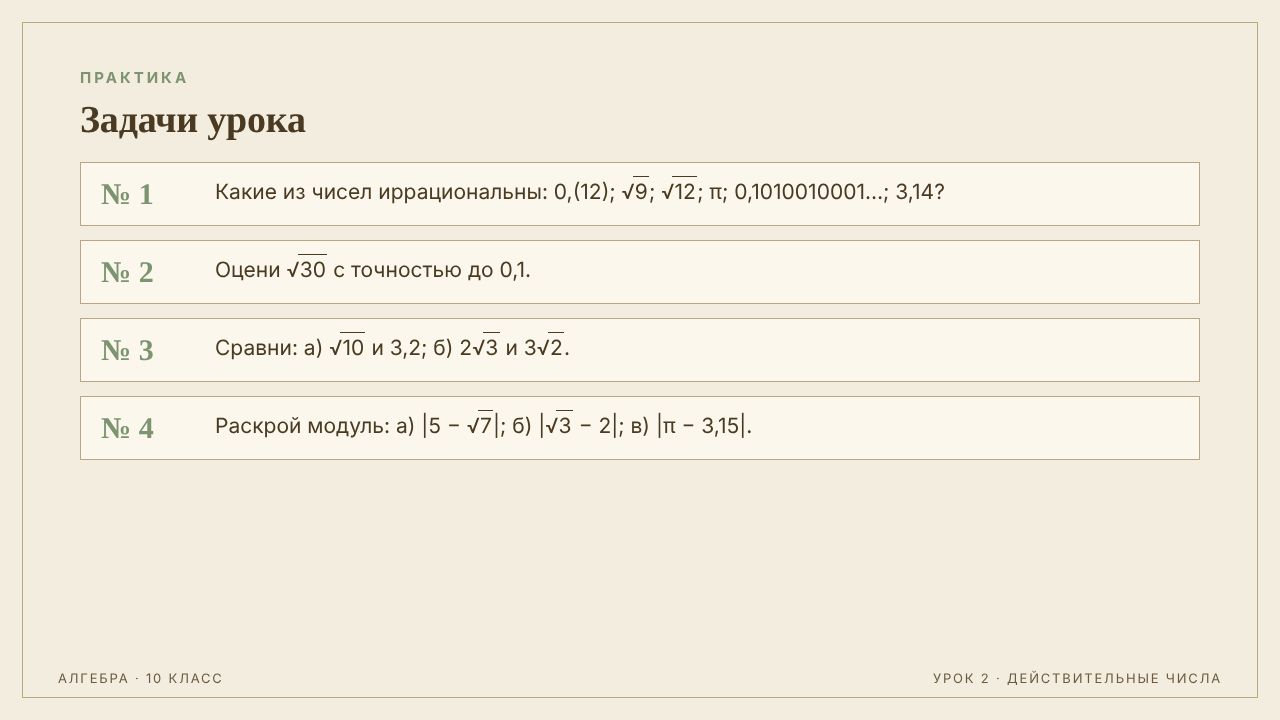 ПРАКТИКА
Задачи урока
№ 1 Какие из чисел иррациональны: 0,(12); √9; √12; π; 0,1010010001...; 3,14?
№ 2 Оцени √30 с точностью до 0,1.
№ 3 Сравни: а) √10 и 3,2; б) 2√3 и 3√2.
№ 4 Раскрой модуль: а) |5 − √7|; б) |√3 − 2|; в) |π − 3,15|.
АЛГЕБРА · 10 КЛАСС
УРОК 2 · ДЕЙСТВИТЕЛЬНЫЕ ЧИСЛА